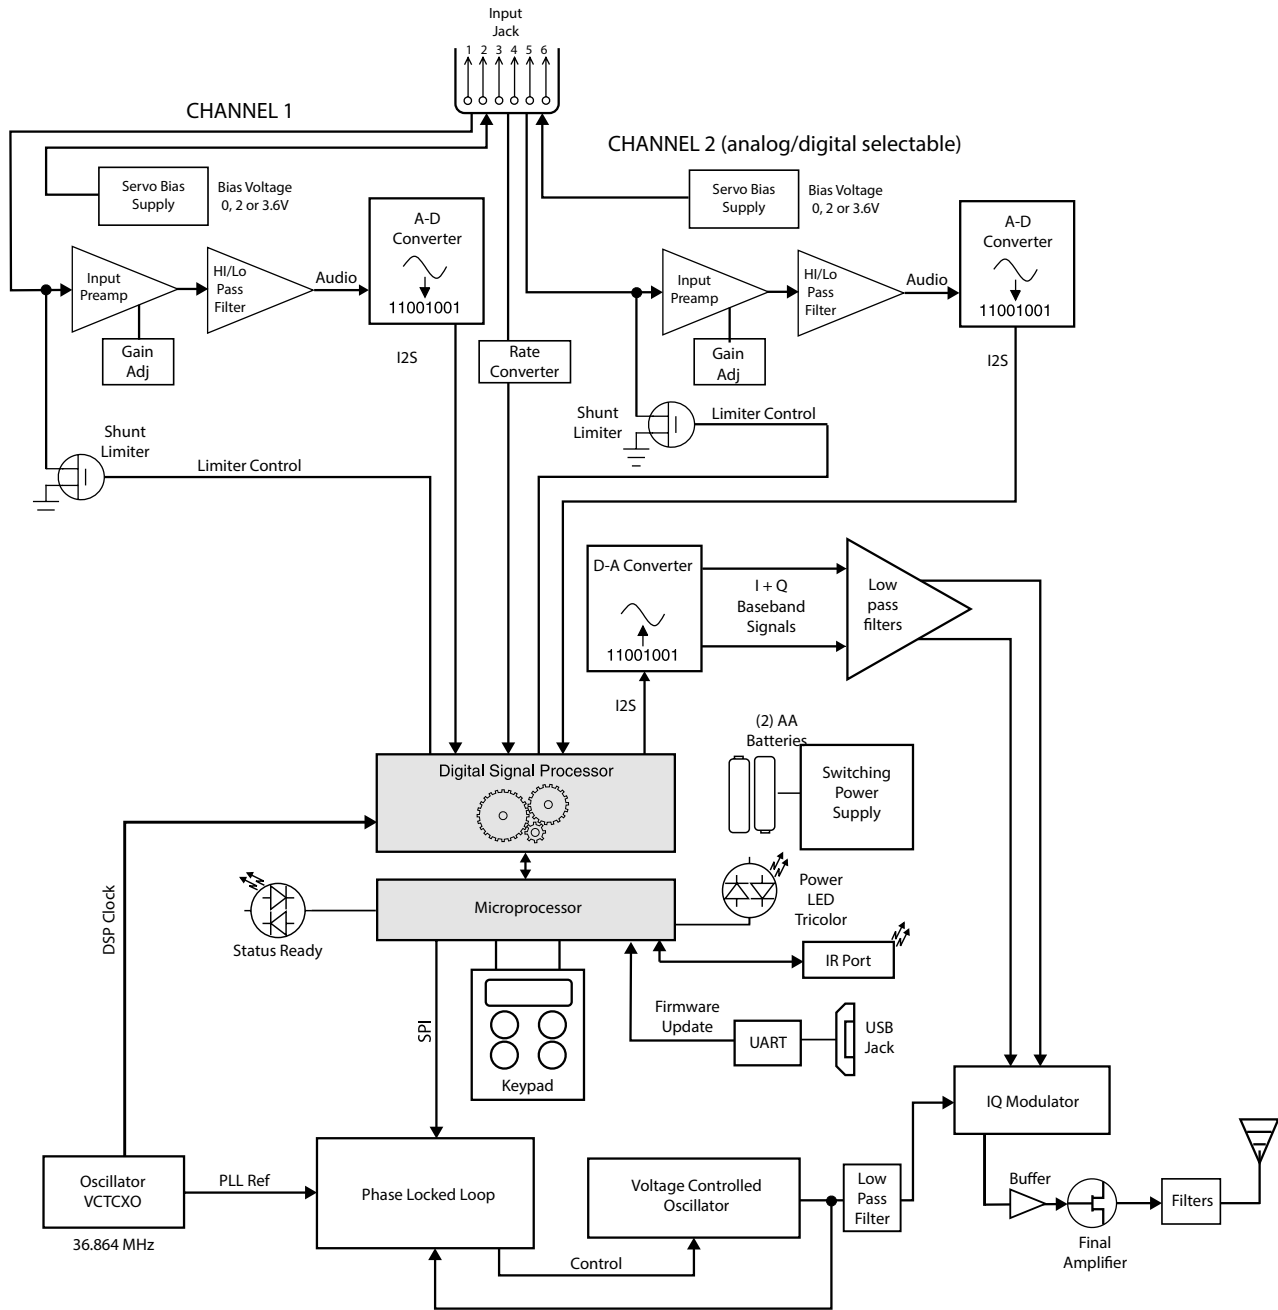 Input
Jack
1 2 3 4 5 6
CHANNEL 1
CHANNEL 2 (analog/digital selectable)
Servo Bias
Supply
Bias Voltage
0, 2 or 3.6V
A-D
Converter
11001001
Input
Preamp
HI/Lo
Pass
Filter
Audio
Gain
Adj
I2S
Rate
Converter
Servo Bias
Supply
Bias Voltage
0, 2 or 3.6V
A-D
Converter
11001001
Input
Preamp
HI/Lo
Pass
Filter
Audio
Gain
Adj
I2S
Shunt
Limiter
Limiter Control
Shunt
Limiter
Limiter Control
D-A Converter
11001001
I + Q
Baseband
Signals
Low
pass
filters
I2S
(2) AA
Batteries
Switching
Power
Supply
Digital Signal Processor
Microprocessor
DSP Clock
Status Ready
Power
LED
Tricolor
IR Port
Firmware
Update
UART
USB
Jack
SPI
Keypad
IQ Modulator
Oscillator
VCTCXO
36.864 MHz
PLL Ref
Phase Locked Loop
Control
Voltage Controlled
Oscillator
Low
Pass
Filter
Buffer
Final
Amplifier
Filters